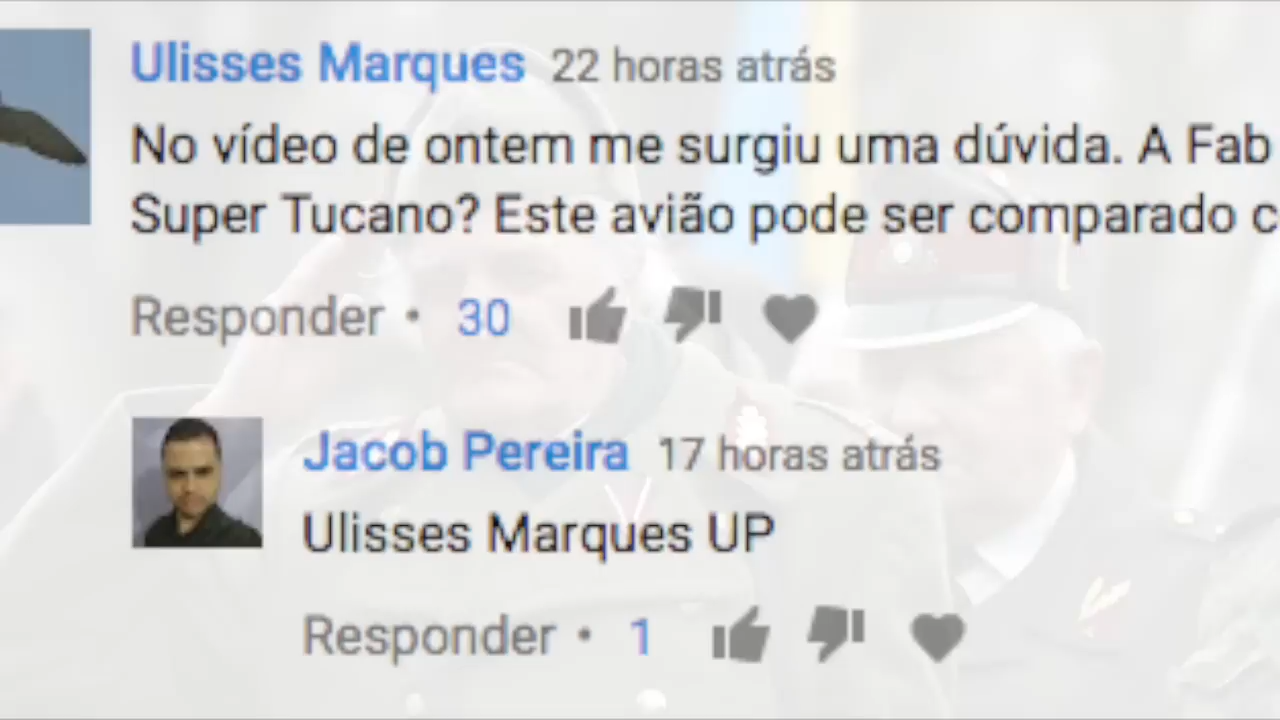 Ulisses Marques 22 horas atrás
No vídeo de ontem me surgiu uma dúvida. A Fab
Super Tucano? Este avião pode ser comparado c
Responder • 30
Jacob Pereira 17 horas atrás
Ulisses Marques UP
Responder • 1